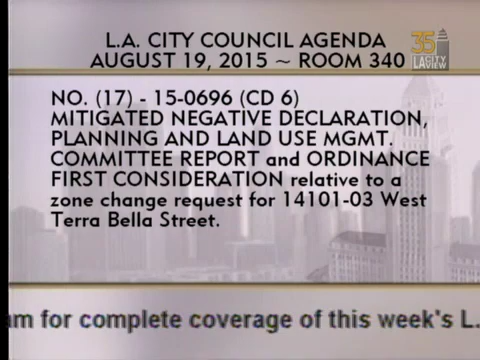 L.A. CITY COUNCIL AGENDA
AUGUST 19, 2015 ~ ROOM 340
35
LACITY
VIEW
NO. (17) - 15-0696 (CD 6)
MITIGATED NEGATIVE DECLARATION,
PLANNING AND LAND USE MGMT.
COMMITTEE REPORT and ORDINANCE
FIRST CONSIDERATION relative to a
zone change request for 14101-03 West
Terra Bella Street.
for complete coverage of this week's L.